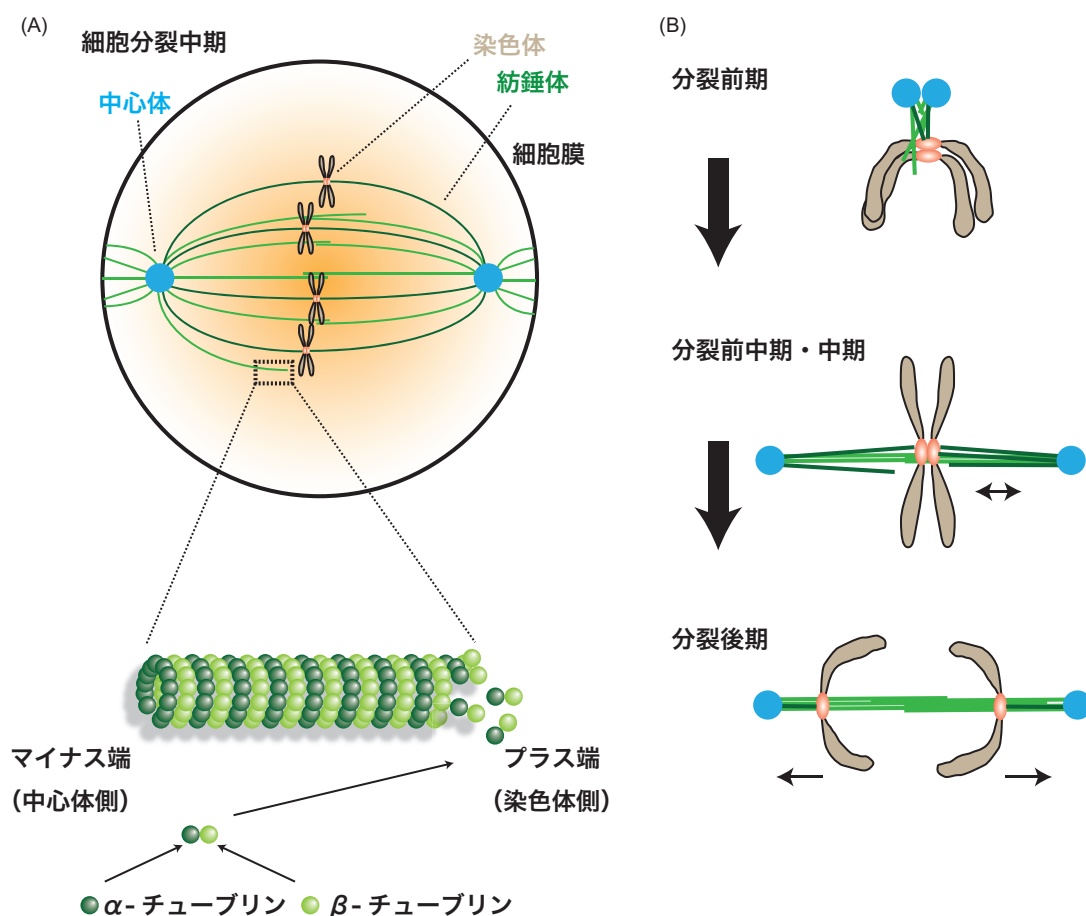 (A)
細胞分裂中期
染色体
紡錘体
中心体
細胞膜
マイナス端
(中心体側)
プラス端
(染色体側)
α-チューブリン
β-チューブリン
(B)
分裂前期
分裂前中期・中期
分裂後期